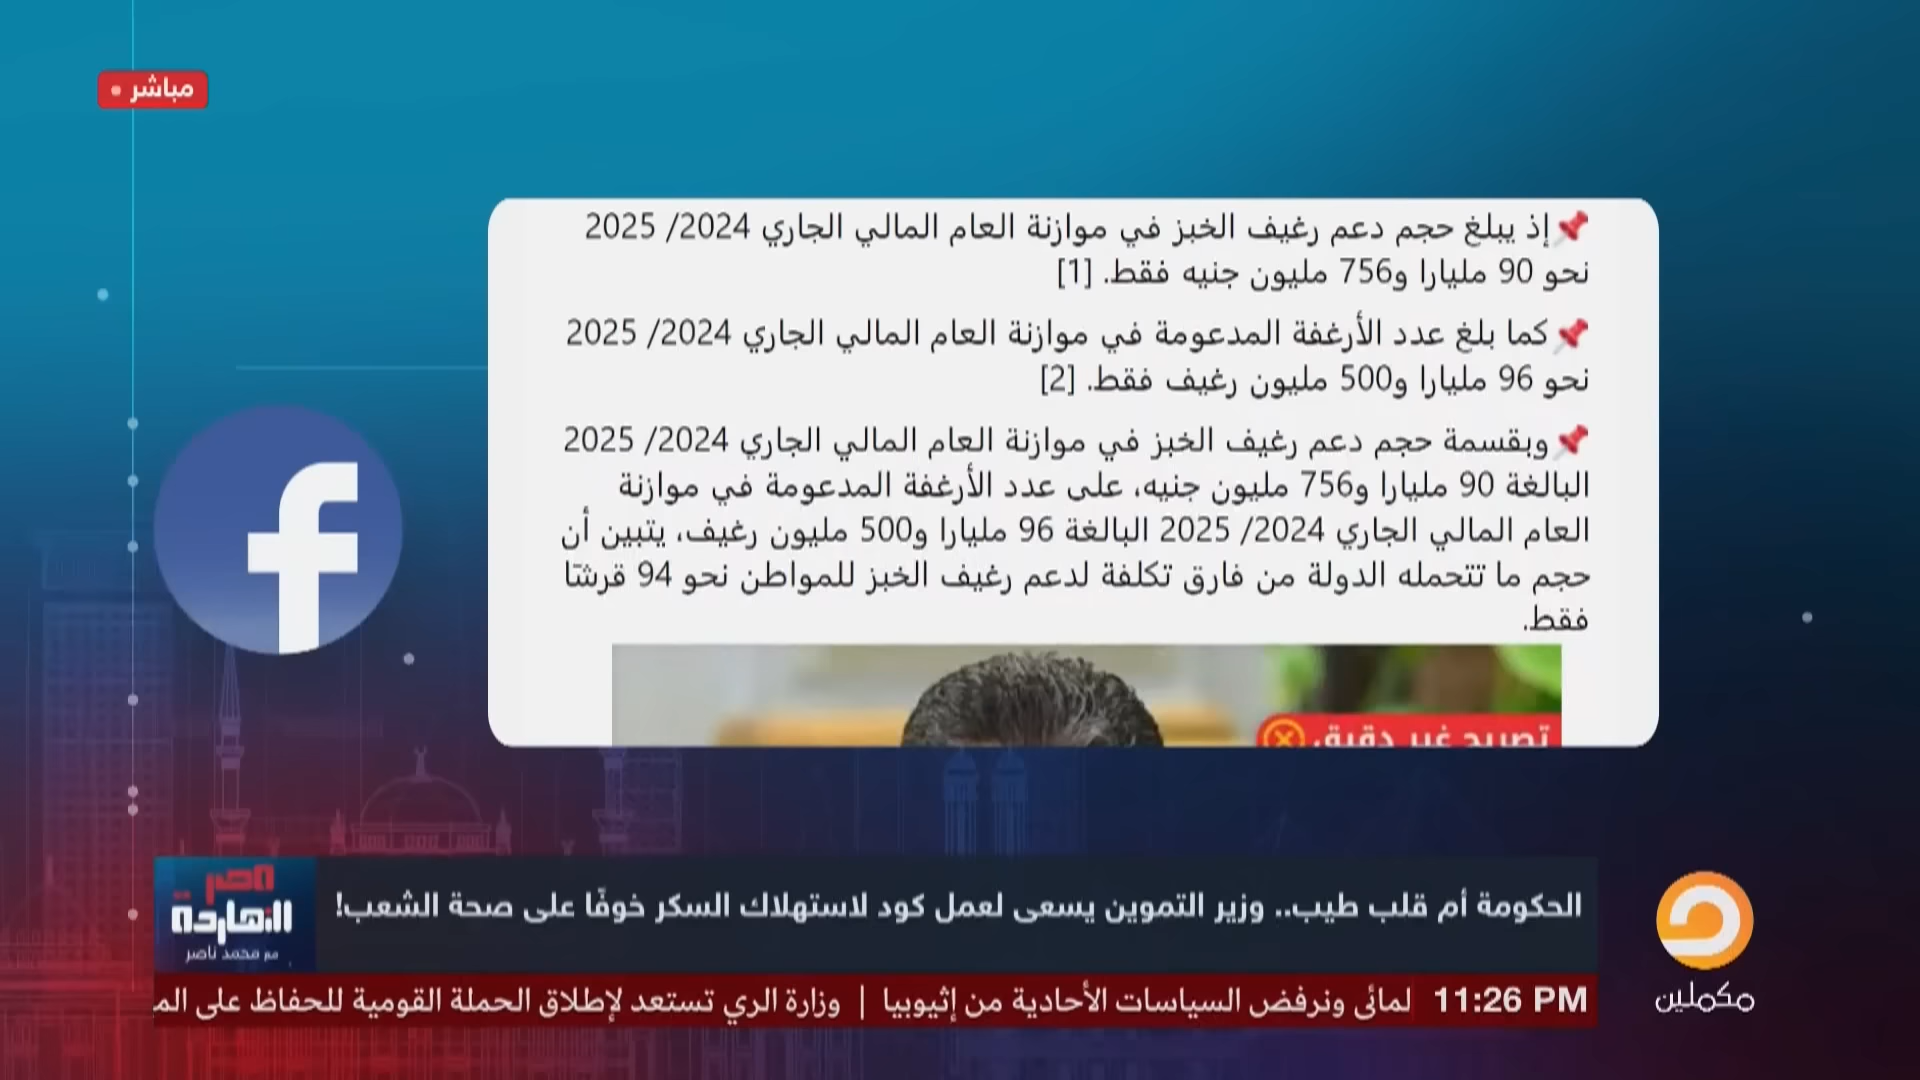 مباشر
إذ يبلغ حجم دعم رغيف الخبز في موازنة العام المالي الجاري 2024/ 2025
نحو 90 مليارا و756 مليون جنيه فقط. [1]
كما بلغ عدد الأرغفة المدعومة في موازنة العام المالي الجاري 2024/ 2025
نحو 96 مليارا و500 مليون رغيف فقط. [2]
وبقسمة حجم دعم رغيف الخبز في موازنة العام المالي الجاري 2024/ 2025
البالغة 90 مليارا و756 مليون جنيه، على عدد الأرغفة المدعومة في موازنة
العام المالي الجاري 2024/ 2025 البالغة 96 مليارا و500 مليون رغيف، يتبين أن
حجم ما تتحمله الدولة من فارق تكلفة لدعم رغيف الخبز للمواطن نحو 94 قرشًا
فقط.
تصريح غير دقيق
الحكومة أم قلب طيب.. وزير التموين يسعى لعمل كود لاستهلاك السكر خوفًا على صحة الشعب!
مصر
النهاردة
مع محمد ناصر
11:26 PM لمائى ونرفض السياسات الأحادية من إثيوبيا | وزارة الري تستعد لإطلاق الحملة القومية للحفاظ على الم
مكملين